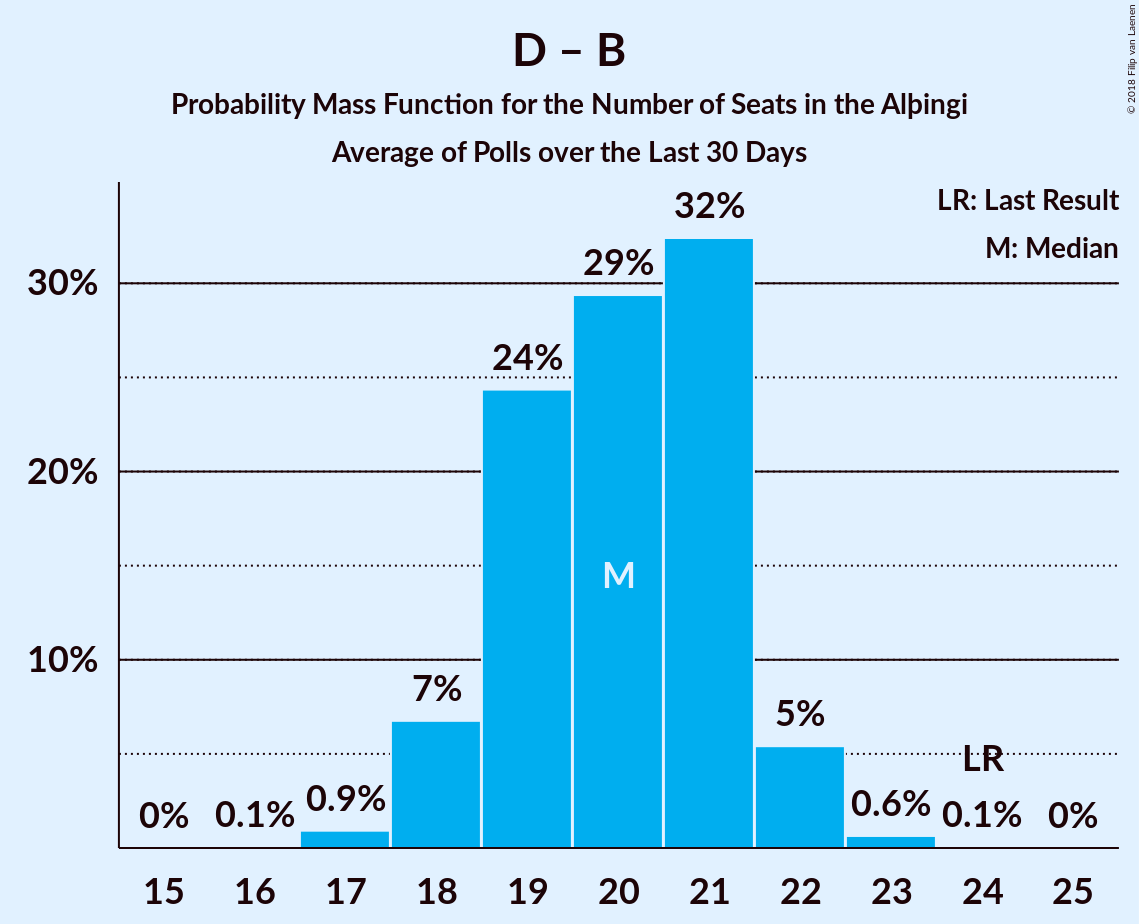 D – B
Probability Mass Function for the Number of Seats in the Alþingi
Average of Polls over the Last 30 Days
© 2018 Filip van Laenen
LR: Last Result
M: Median
32%
29%
24%
7%
5%
0%
0.1%
0.9%
0.6%
0.1%
0%
M
LR
30%
20%
10%
15 16 17 18 19 20 21 22 23 24 25